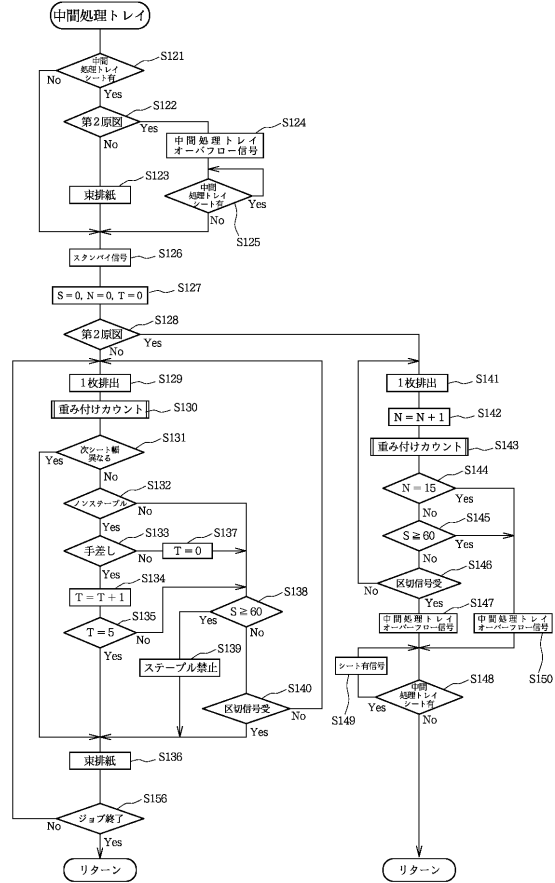 中間処理トレイ
中間
処理トレイ
シート有
S121
No
Yes
第2原図
S122
Yes
No
中間処理トレイ
オーバフロー信号
S124
束排紙
S123
中間
処理トレイ
シート有
Yes
No
S125
スタンバイ信号
S126
S=0, N=0, T=0
S127
第2原図
S128
Yes
No
1枚排出
S129
重み付けカウント
S130
次シート幅
異なる
S131
Yes
No
ノンステープル
S132
No
Yes
手差し
S133
No
Yes
T=0
S137
T=T+1
S134
T=5
S135
No
Yes
S≧60
S138
Yes
No
ステープル禁止
S139
区切信号受
S140
No
Yes
束排紙
S136
ジョブ終了
S156
No
Yes
リターン
1枚排出
S141
N=N+1
S142
重み付けカウント
S143
N=15
S144
Yes
No
S≧60
S145
Yes
No
区切信号受
S146
No
Yes
中間処理トレイ
オーバーフロー信号
S147
中間処理トレイ
オーバーフロー信号
S150
シート有信号
S149
中間
処理トレイ
シート有
S148
Yes
No
リターン